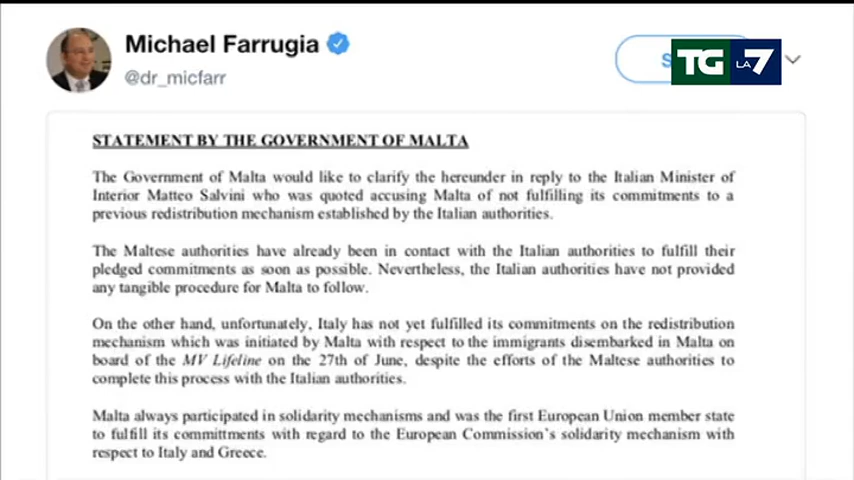 Michael Farrugia
@dr_micfarr
S
TG LA 7
STATEMENT BY THE GOVERNMENT OF MALTA
The Government of Malta would like to clarify the hereunder in reply to the Italian Minister of
Interior Matteo Salvini who was quoted accusing Malta of not fulfilling its commitments to a
previous redistribution mechanism established by the Italian authorities.
The Maltese authorities have already been in contact with the Italian authorities to fulfill their
pledged commitments as soon as possible. Nevertheless, the Italian authorities have not provided
any tangible procedure for Malta to follow.
On the other hand, unfortunately, Italy has not yet fulfilled its commitments on the redistribution
mechanism which was initiated by Malta with respect to the immigrants disembarked in Malta on
board of the MV Lifeline on the 27th of June, despite the efforts of the Maltese authorities to
complete this process with the Italian authorities.
Malta always participated in solidarity mechanisms and was the first European Union member state
to fulfill its committments with regard to the European Commission's solidarity mechanism with
respect to Italy and Greece.